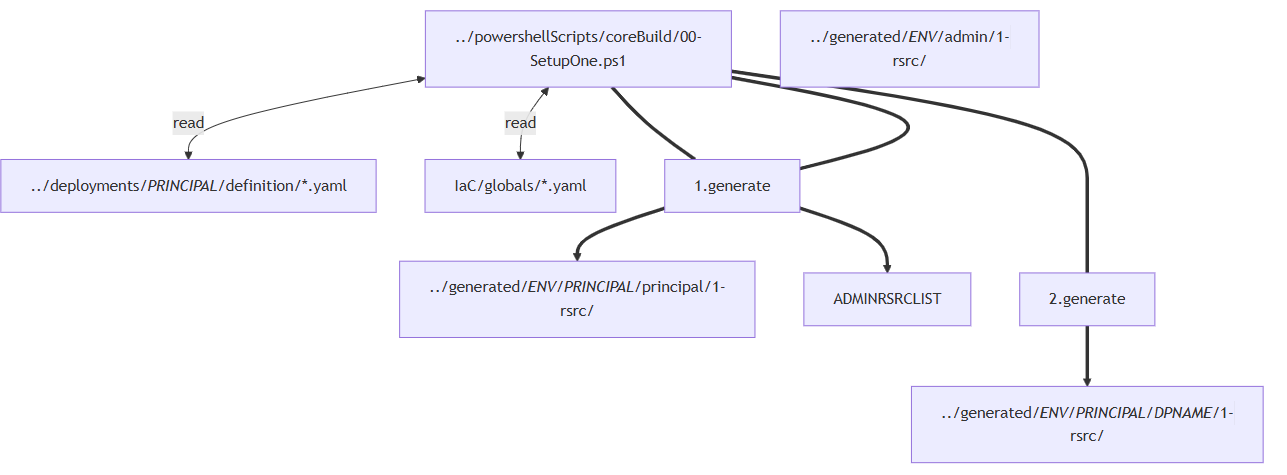 ../powershellScripts/coreBuild/00-
SetupOne.ps1
../generated/ENV/admin/1-
rsrc/
read
read
../deployments/PRINCIPAL/definition/*.yaml
IaC/globals/*.yaml
1.generate
../generated/ENV/PRINCIPAL/principal/1-
rsrc/
ADMINRSRCLIST
2.generate
../generated/ENV/PRINCIPAL/DPNAME/1-
rsrc/